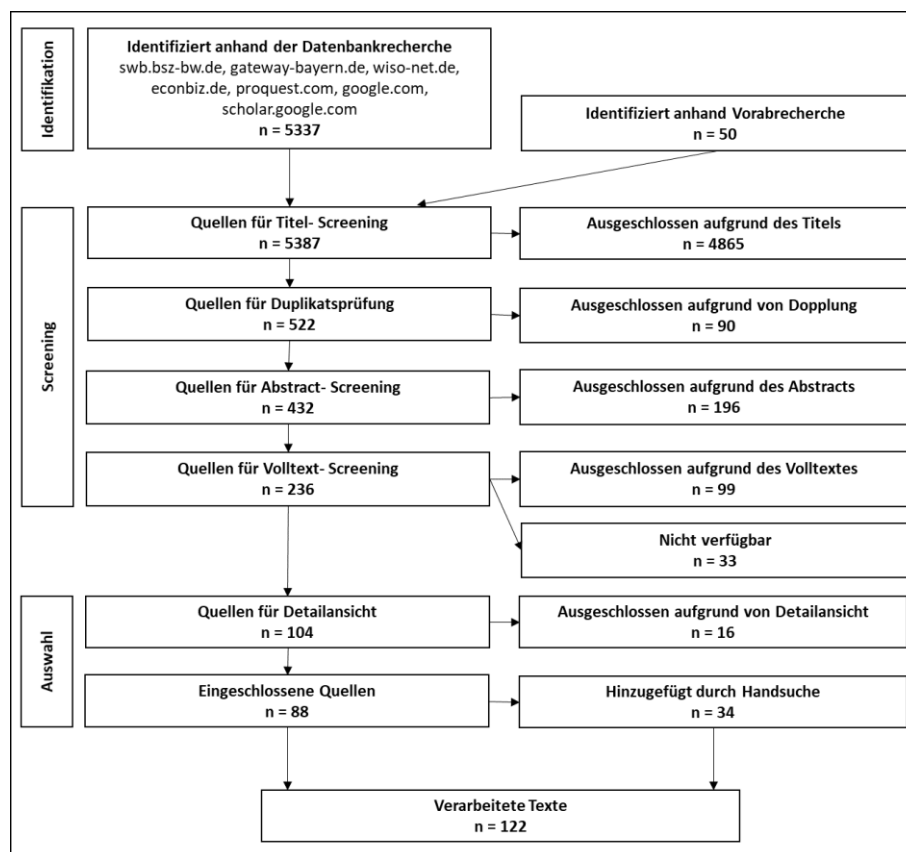 Identifikation
Identifiziert anhand der Datenbankrecherche
swb.bsz-bw.de, gateway-bayern.de, wiso-net.de,
econbiz.de, proquest.com, google.com,
scholar.google.com
n = 5337
Identifiziert anhand Vorabrecherche
n = 50
Screening
Quellen für Titel- Screening
n = 5387
Ausgeschlossen aufgrund des Titels
n = 4865
Quellen für Duplikatsprüfung
n = 522
Ausgeschlossen aufgrund von Dopplung
n = 90
Quellen für Abstract- Screening
n = 432
Ausgeschlossen aufgrund des Abstracts
n = 196
Quellen für Volltext- Screening
n = 236
Ausgeschlossen aufgrund des Volltextes
n = 99
Nicht verfügbar
n = 33
Auswahl
Quellen für Detailansicht
n = 104
Ausgeschlossen aufgrund von Detailansicht
n = 16
Eingeschlossene Quellen
n = 88
Hinzugefügt durch Handsuche
n = 34
Verarbeitete Texte
n = 122